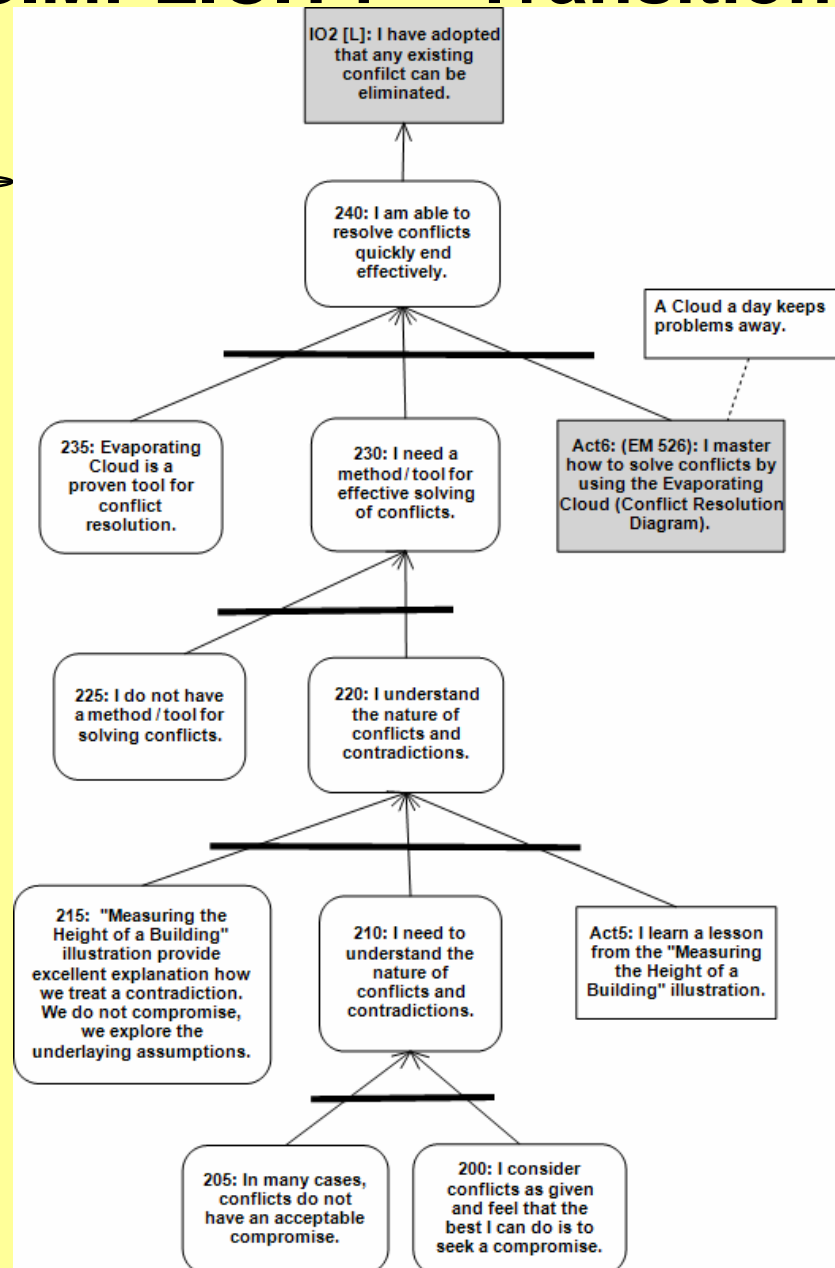 Transition
IO2 [L]: I have adopted
that any existing
confilct can be
eliminated.
240: I am able to
resolve conflicts
quickly end
effectively.
A Cloud a day keeps
problems away.
235: Evaporating
Cloud is a
proven tool for
conflict
resolution.
230: I need a
method / tool for
effective solving
of conflicts.
Act6: (EM 526): I master
how to solve conflicts by
using the Evaporating
Cloud (Conflict Resolution
Diagram).
225: I do not have
a method / tool for
solving conflicts.
220: I understand
the nature of
conflicts and
contradictions.
215: "Measuring the
Height of a Building"
illustration provide
excellent explanation how
we treat a contradiction.
We do not compromise,
we explore the
underlaying assumptions.
210: I need to
understand the
nature of
conflicts and
contradictions.
Act5: I learn a lesson
from the "Measuring
the Height of a
Building" illustration.
205: In many cases,
conflicts do not
have an acceptable
compromise.
200: I consider
conflicts as given
and feel that the
best I can do is to
seek a compromise.